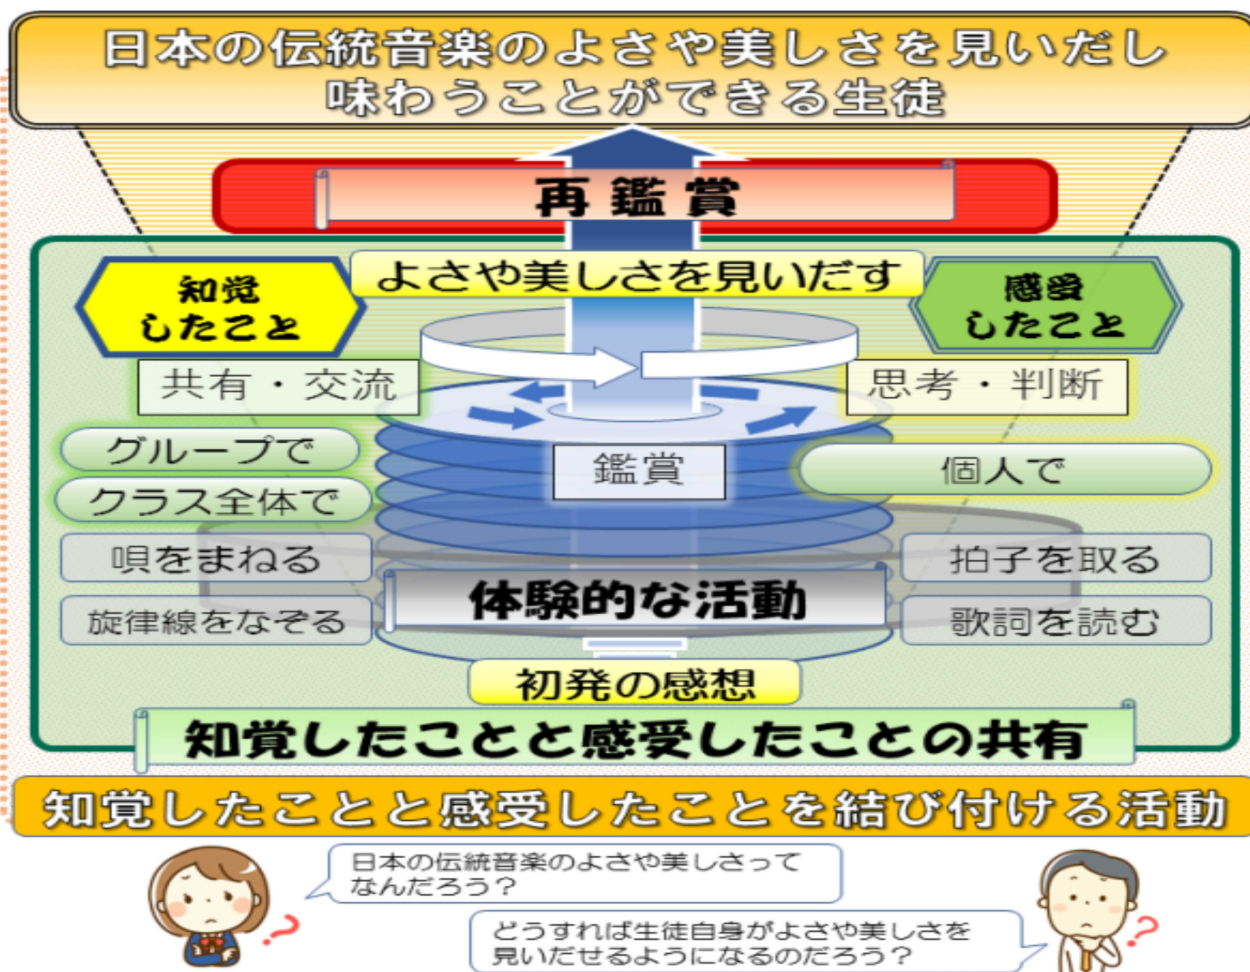 日本の伝統音楽のよさや美しさを見いだし
味わうことができる生徒
再鑑賞
よさや美しさを見いだす
知覚
したこと
感受
したこと
共有・交流
思考・判断
グループで
クラス全体で
鑑賞
個人で
唄をまねる
拍子を取る
体験的な活動
旋律線をなぞる
歌詞を読む
初発の感想
知覚したことと感受したことの共有
知覚したことと感受したことを結び付ける活動
日本の伝統音楽のよさや美しさって
なんだろう？
?
どうすれば生徒自身がよさや美しさを
見いだせるようになるのだろう？
?